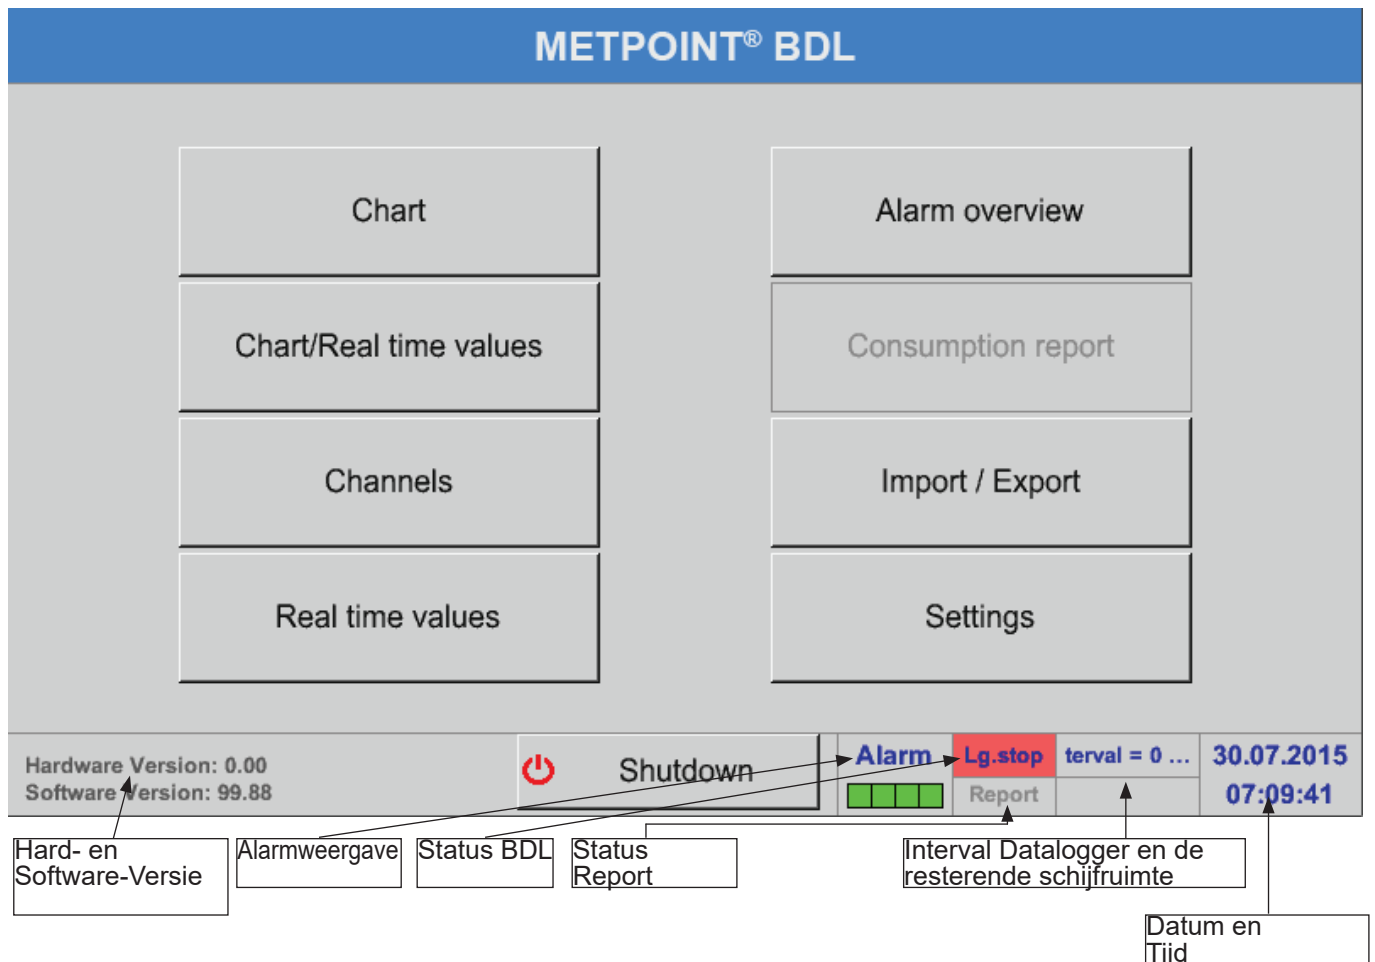 METPOINT® BDL
Chart
Alarm overview
Chart/Real time values
Consumption report
Channels
Import / Export
Real time values
Settings
Hardware Version: 0.00
Software Version: 99.88
Shutdown
Alarm
Lg.stop
Report
terval = 0 ...
30.07.2015
07:09:41
Hard- en
Software-Versie
Alarmweergave
Status BDL
Status
Report
Interval Datalogger en de
resterende schijfruimte
Datum en
Tijd